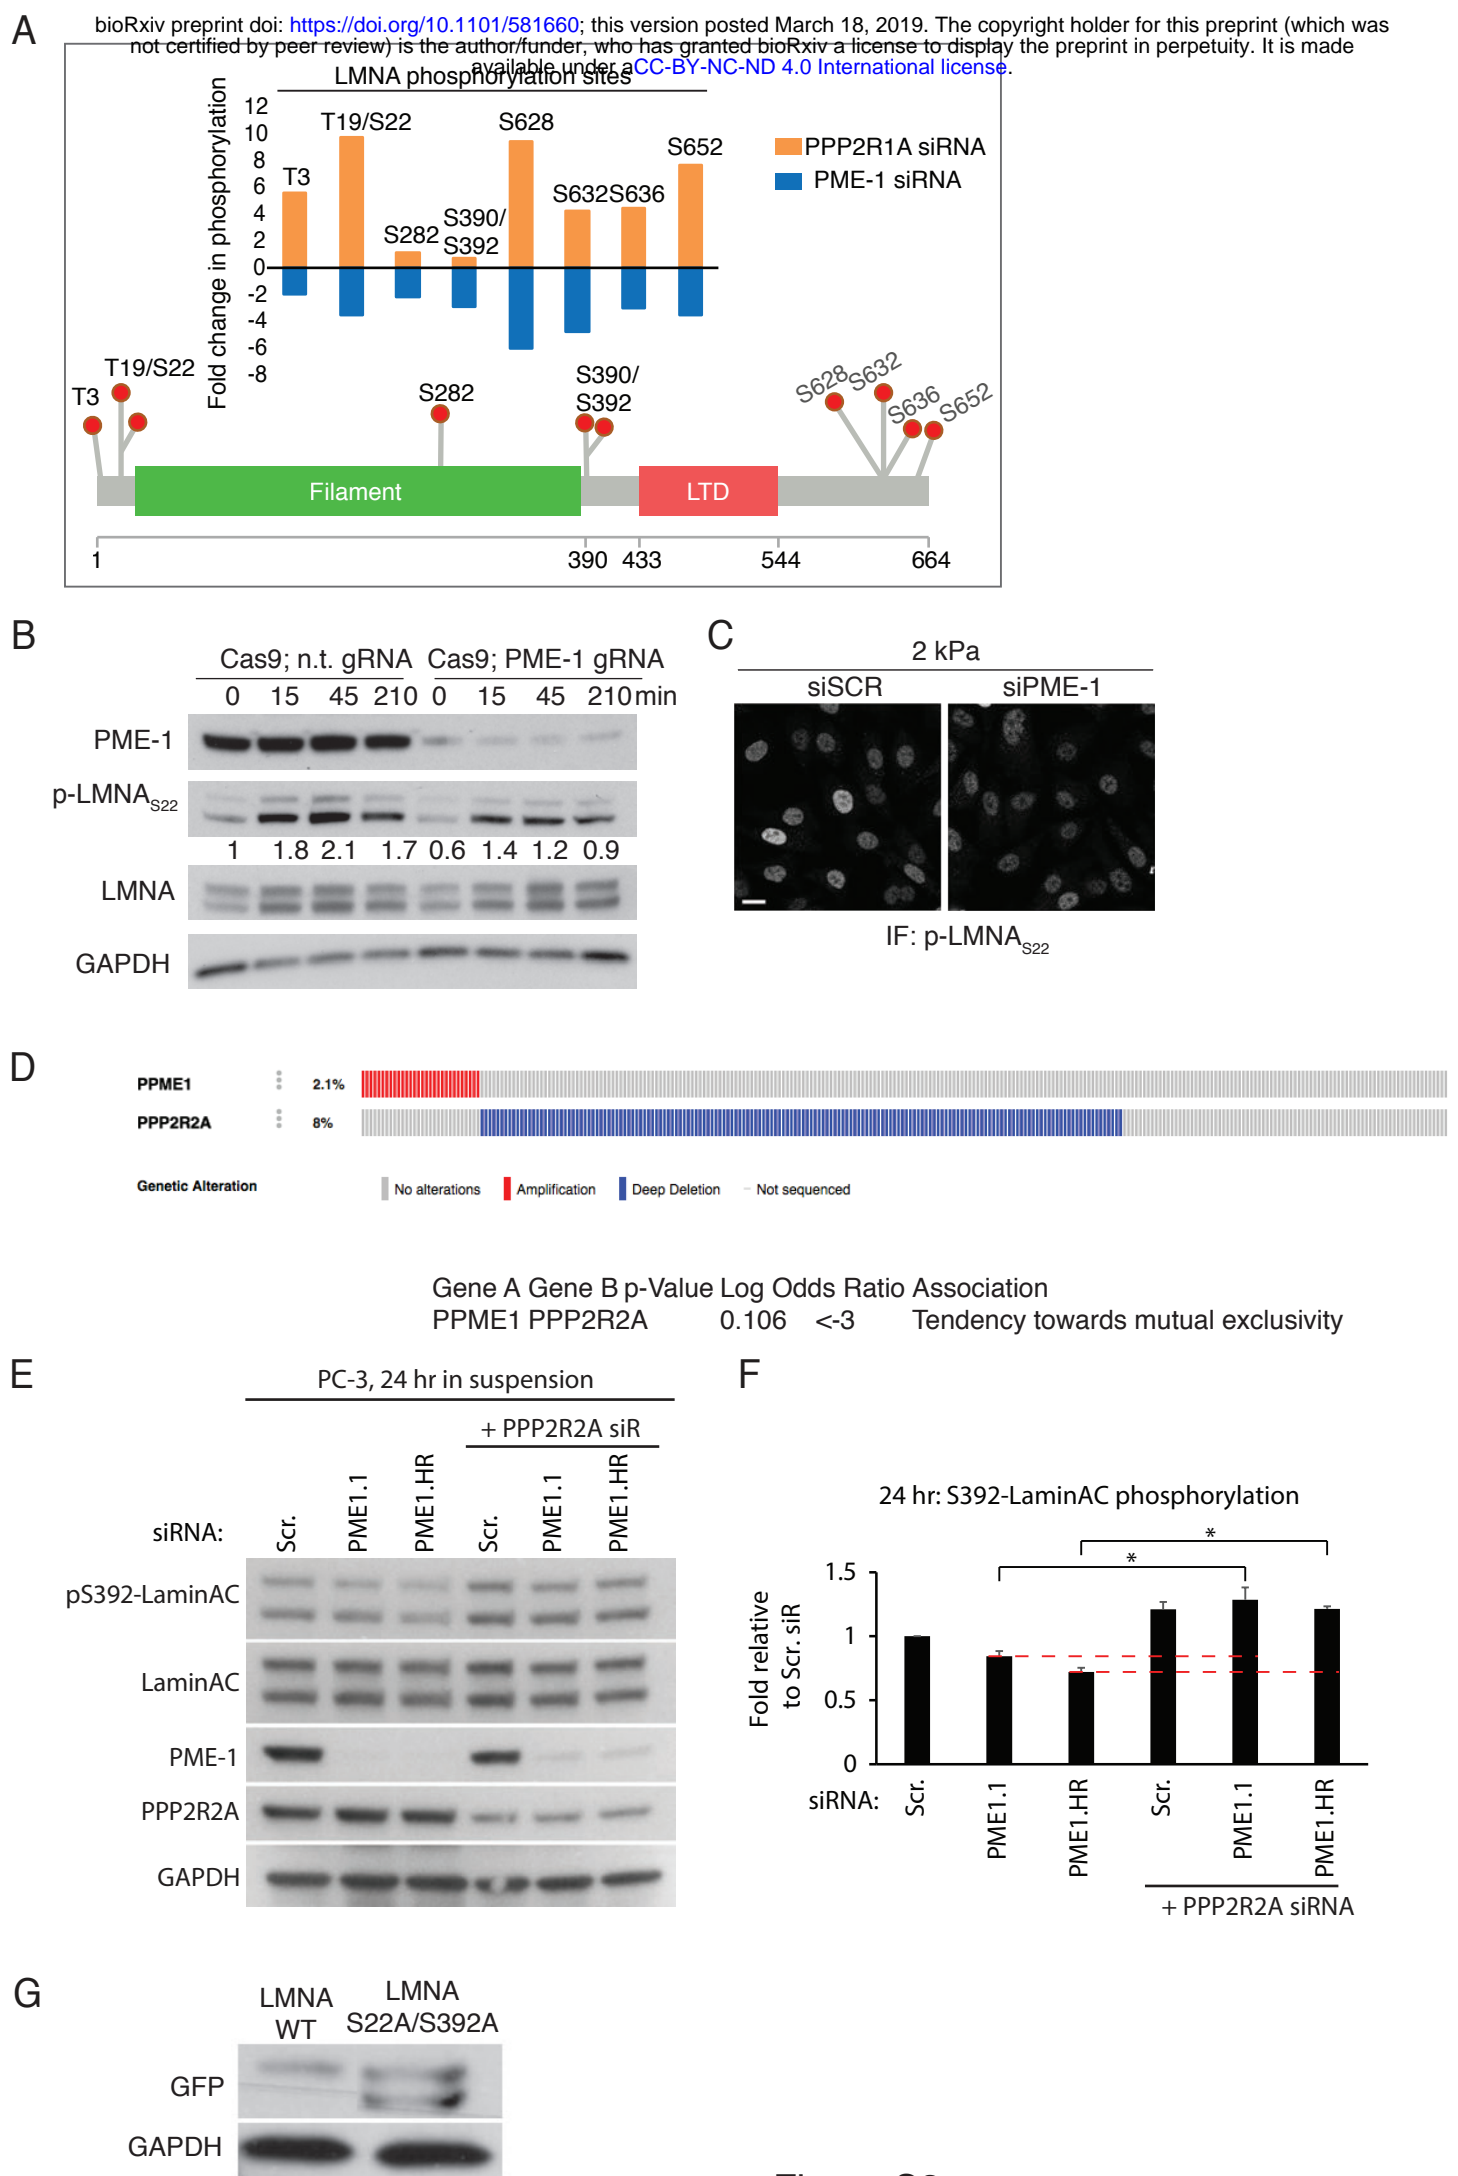 A
bioRxiv preprint doi: https://doi.org/10.1101/581660; this version posted March 18, 2019. The copyright holder for this preprint (which was
not certified by peer review) is the author/funder, who has granted bioRxiv a license to display the preprint in perpetuity. It is made
available under aCC-BY-NC-ND 4.0 International license.
LMNA phosphorylation sites
Fold change in phosphorylation
12
10
8
6
4
2
0
-2
-4
-6
-8
T3
T19/S22
S282
S390/
S392
S628
S632
S636
S652
PPP2R1A siRNA
PME-1 siRNA
T3
T19/S22
S282
S390/
S392
S628
S632
S636
S652
Filament
LTD
1 390 433 544 664
B
Cas9; n.t. gRNA Cas9; PME-1 gRNA
0 15 45 210 0 15 45 210 min
PME-1
p-LMNAS22
1 1.8 2.1 1.7 0.6 1.4 1.2 0.9
LMNA
GAPDH
C
2 kPa
siSCR siPME-1
IF: p-LMNAS22
D
PPME1 2.1%
PPP2R2A 8%
Genetic Alteration No alterations Amplification Deep Deletion Not sequenced
Gene A Gene B p-Value Log Odds Ratio Association
PPME1 PPP2R2A 0.106 <-3 Tendency towards mutual exclusivity
E
PC-3, 24 hr in suspension
+ PPP2R2A siR
siRNA: Scr. PME1.1 PME1.HR Scr. PME1.1 PME1.HR
pS392-LaminAC
LaminAC
PME-1
PPP2R2A
GAPDH
F
24 hr: S392-LaminAC phosphorylation
*
*
Fold relative
to Scr. siR
1.5
1
0.5
0
siRNA: Scr. PME1.1 PME1.HR Scr. PME1.1 PME1.HR
+ PPP2R2A siRNA
G
LMNA
WT
LMNA
S22A/S392A
GFP
GAPDH